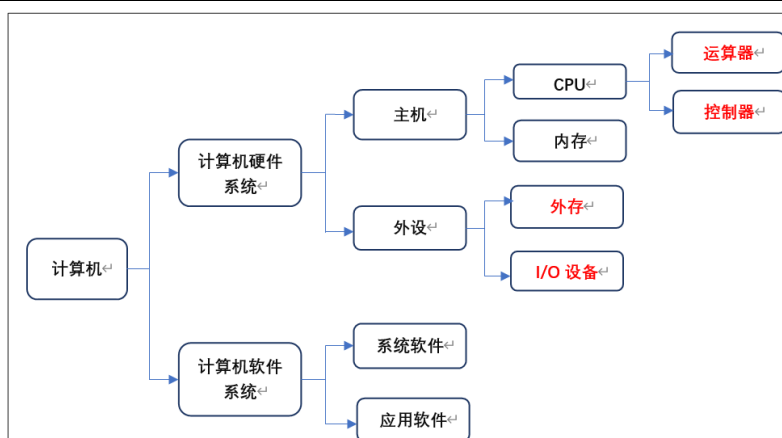 运算器
CPU
控制器
主机
内存
计算机硬件
系统
外存
外设
I/O 设备
计算机
系统软件
计算机软件
系统
应用软件